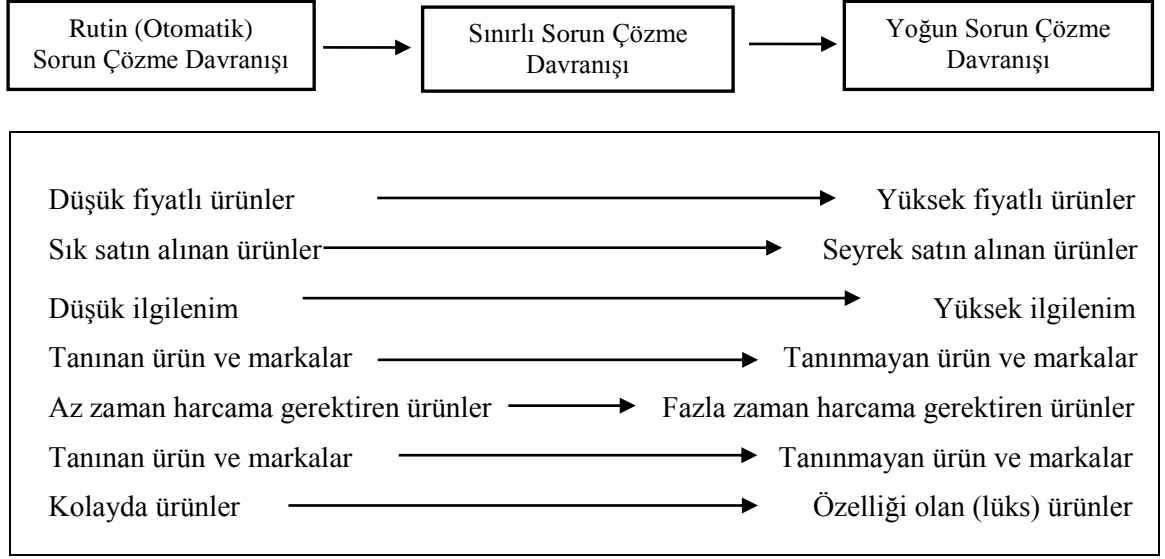 Rutin (Otomatik)
Sorun Çözme Davranışı
Sınırlı Sorun Çözme
Davranışı
Yoğun Sorun Çözme
Davranışı
Düşük fiyatlı ürünler Yüksek fiyatlı ürünler
Sık satın alınan ürünler Seyrek satın alınan ürünler
Düşük ilgilenim Yüksek ilgilenim
Tanınan ürün ve markalar Tanınmayan ürün ve markalar
Az zaman harcama gerektiren ürünler Fazla zaman harcama gerektiren ürünler
Tanınan ürün ve markalar Tanınmayan ürün ve markalar
Kolayda ürünler Özelliği olan (lüks) ürünler